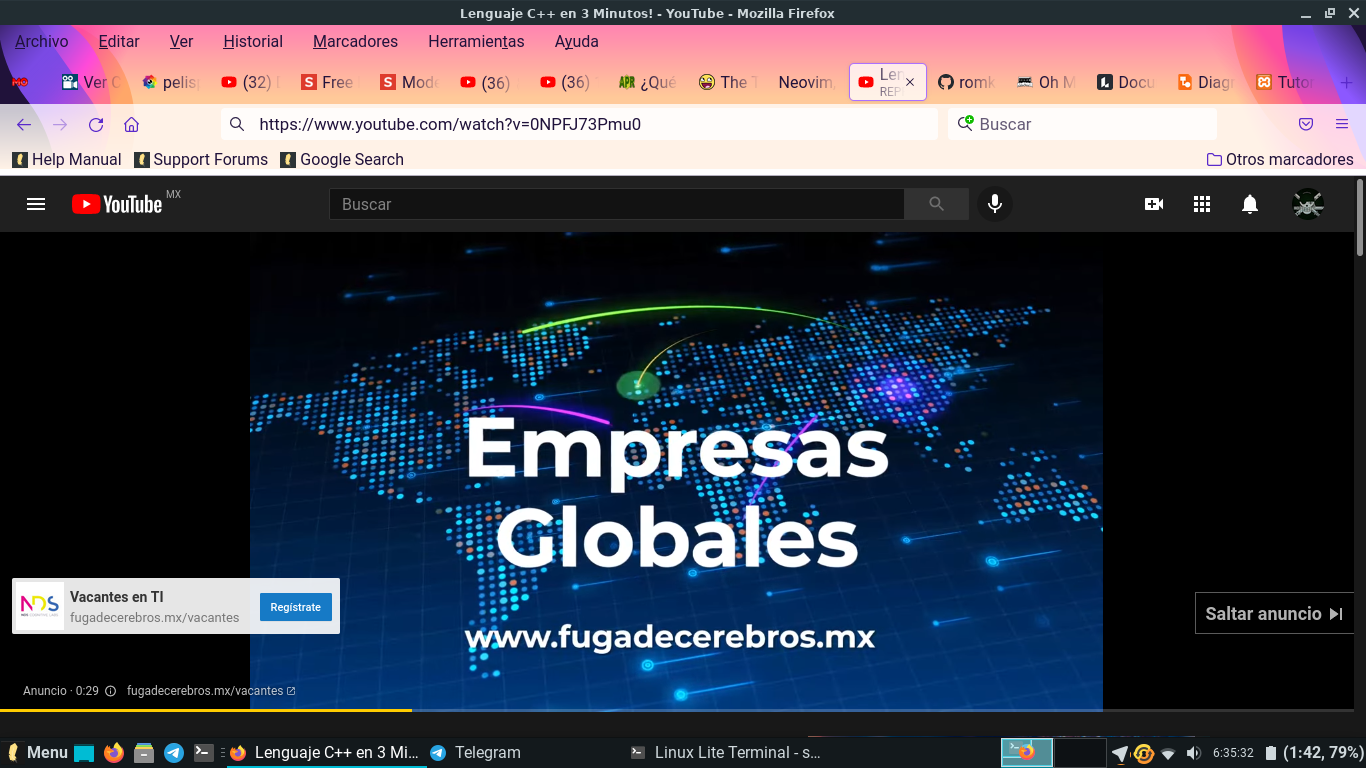 Lenguaje C++ en 3 Minutos! - YouTube - Mozilla Firefox
Archivo Editar Ver Historial Marcadores Herramientas Ayuda
Ver pelis (32) Free Mode (36) (36) ¿Qué The Neovim, Len romk Oh M Docu Diagr Tutor
https://www.youtube.com/watch?v=0NPFJ73Pmu0 Buscar
Help Manual Support Forums Google Search Otros marcadores
YouTube MX Buscar
Empresas
Globales
Vacantes en TI
fugadecerebros.mx/vacantes
Regístrate
NDS
Saltar anuncio
www.fugadecerebros.mx
Anuncio · 0:29 fugadecerebros.mx/vacantes
Menu Lenguaje C++ en 3 Mi... Telegram Linux Lite Terminal - s... 6:35:32 (1:42, 79%)